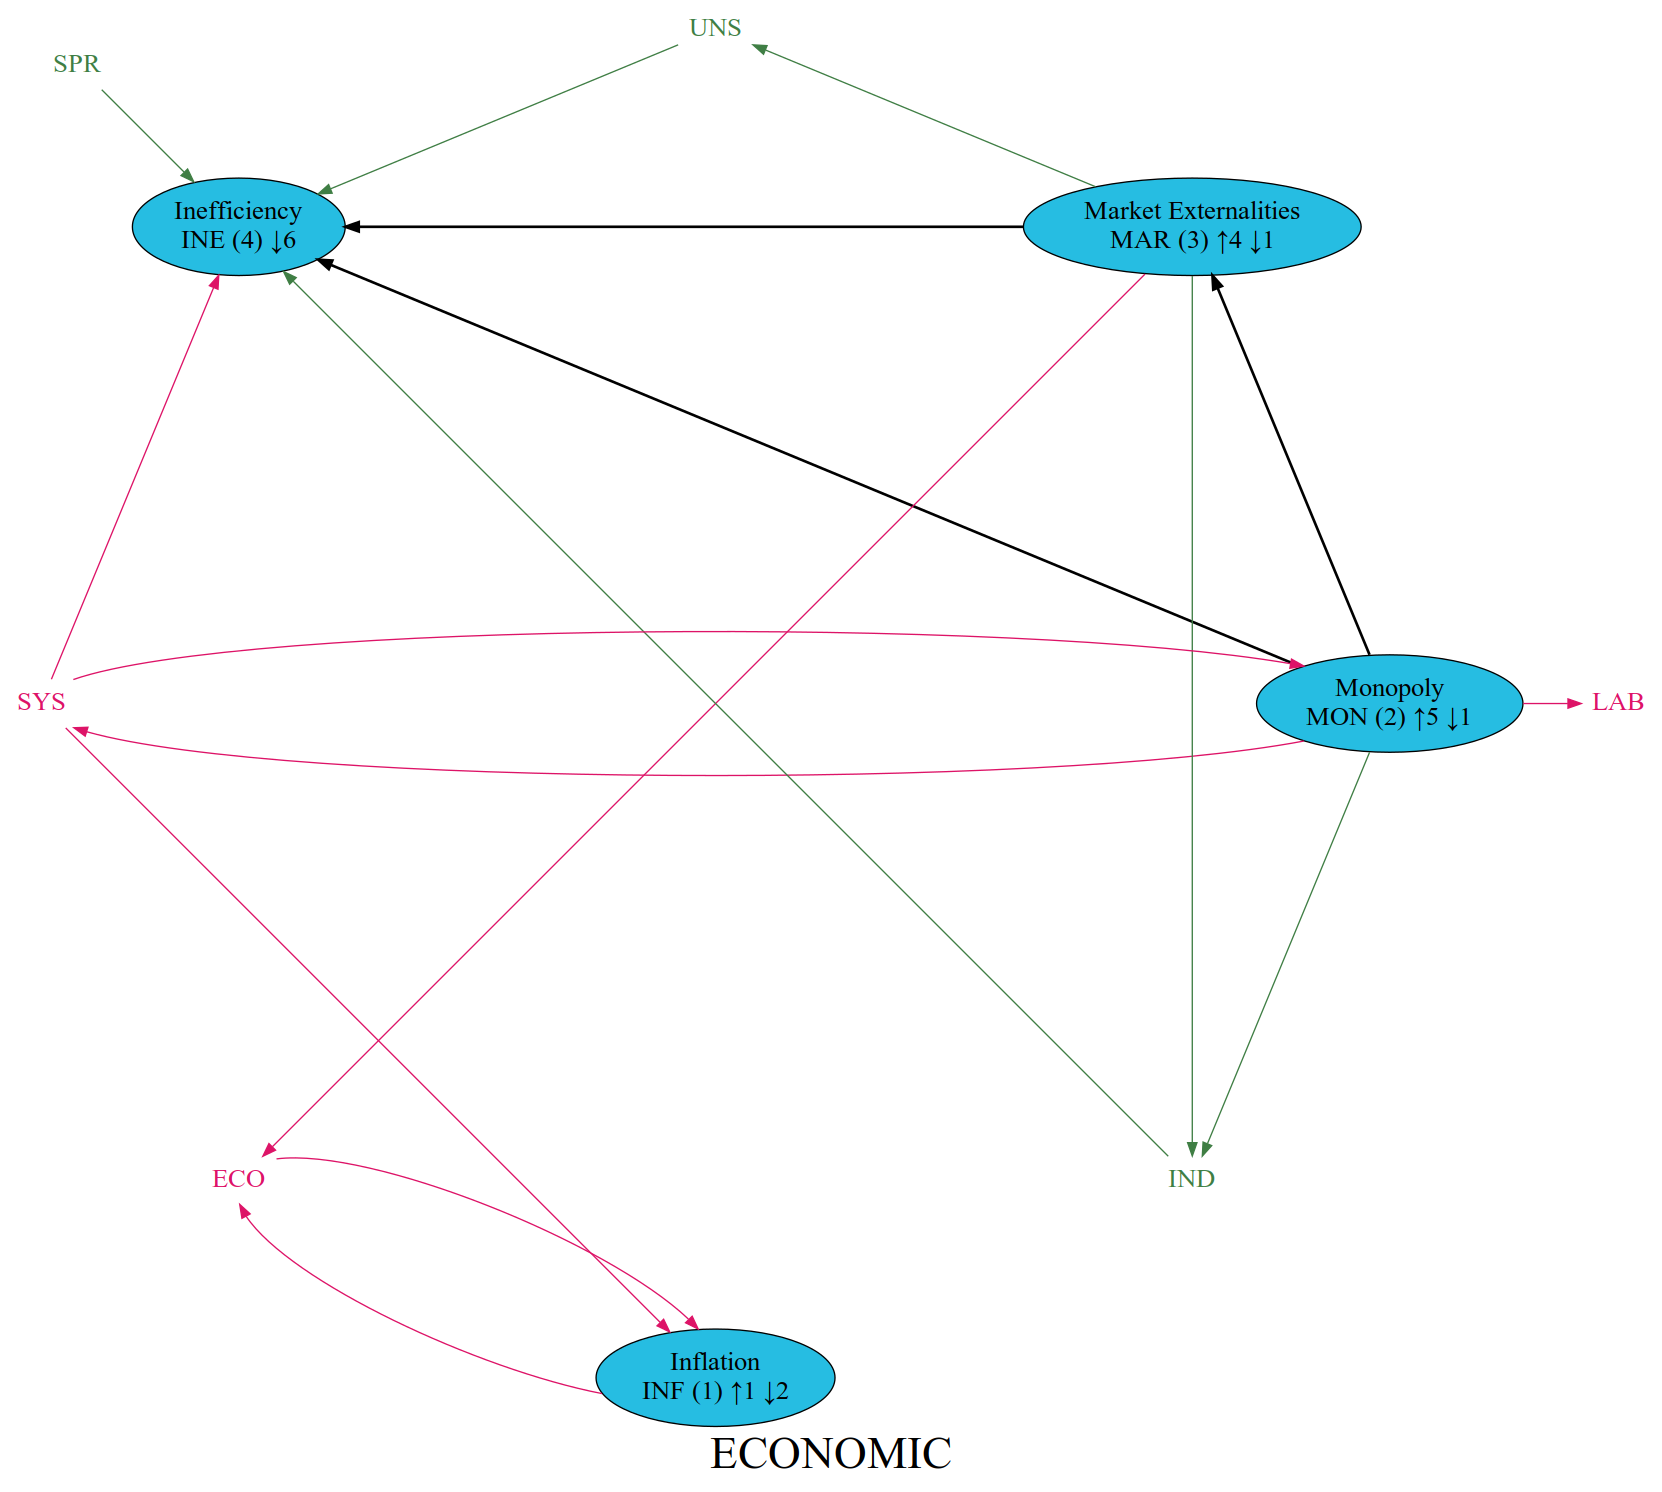 UNS
SPR
Inefficiency
INE (4) ↓6
Market Externalities
MAR (3) ↑4 ↓1
SYS
Monopoly
MON (2) ↑5 ↓1
LAB
ECO
IND
Inflation
INF (1) ↑1 ↓2
ECONOMIC